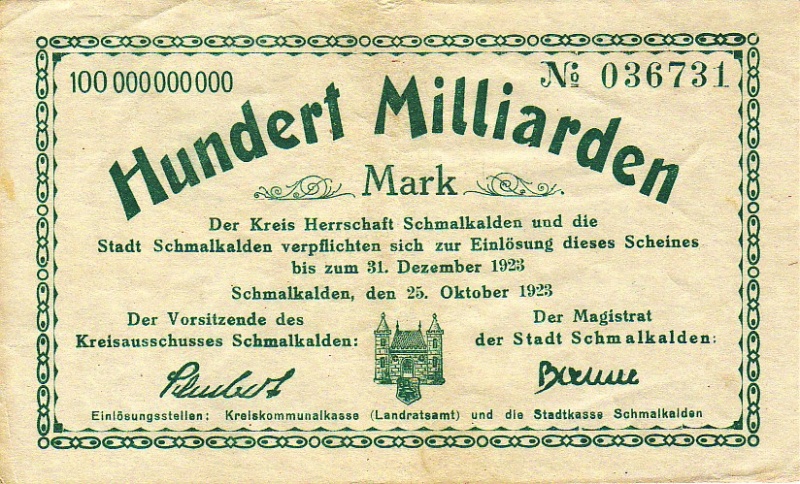 100 000 000 000
№ 036731
Hundert Milliarden
Mark
Der Kreis Herrschaft Schmalkalden und die
Stadt Schmalkalden verpflichten sich zur Einlösung dieses Scheines
bis zum 31. Dezember 1923
Schmalkalden, den 25. Oktober 1923
Der Vorsitzende des
Kreisausschusses Schmalkalden:
Der Magistrat
der Stadt Schmalkalden:
Einlösungsstellen: Kreiskommunalkasse (Landratsamt) und die Stadtkasse Schmalkalden